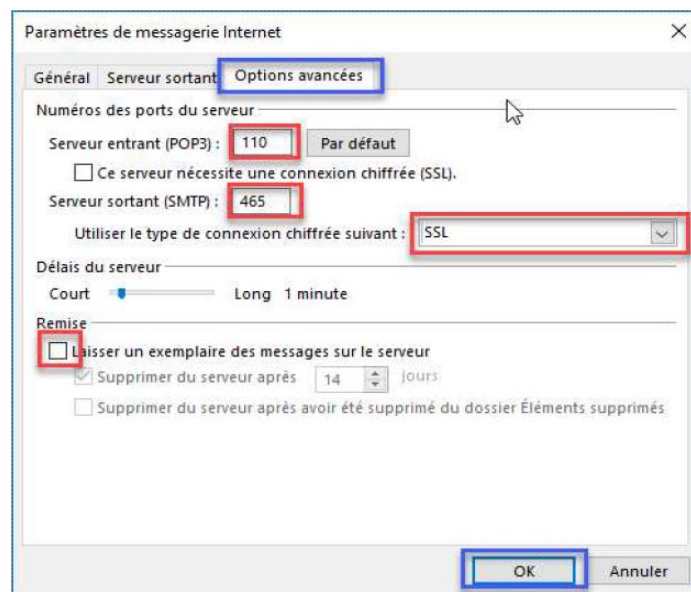 Paramètres de messagerie Internet
Général Serveur sortant Options avancées
Numéros des ports du serveur
Serveur entrant (POP3) : 110 Par défaut
Ce serveur nécessite une connexion chiffrée (SSL).
Serveur sortant (SMTP) : 465
Utiliser le type de connexion chiffrée suivant : SSL
Délais du serveur
Court Long 1 minute
Remise
Laisser un exemplaire des messages sur le serveur
Supprimer du serveur après 14 jours
Supprimer du serveur après avoir été supprimé du dossier Éléments supprimés
OK Annuler